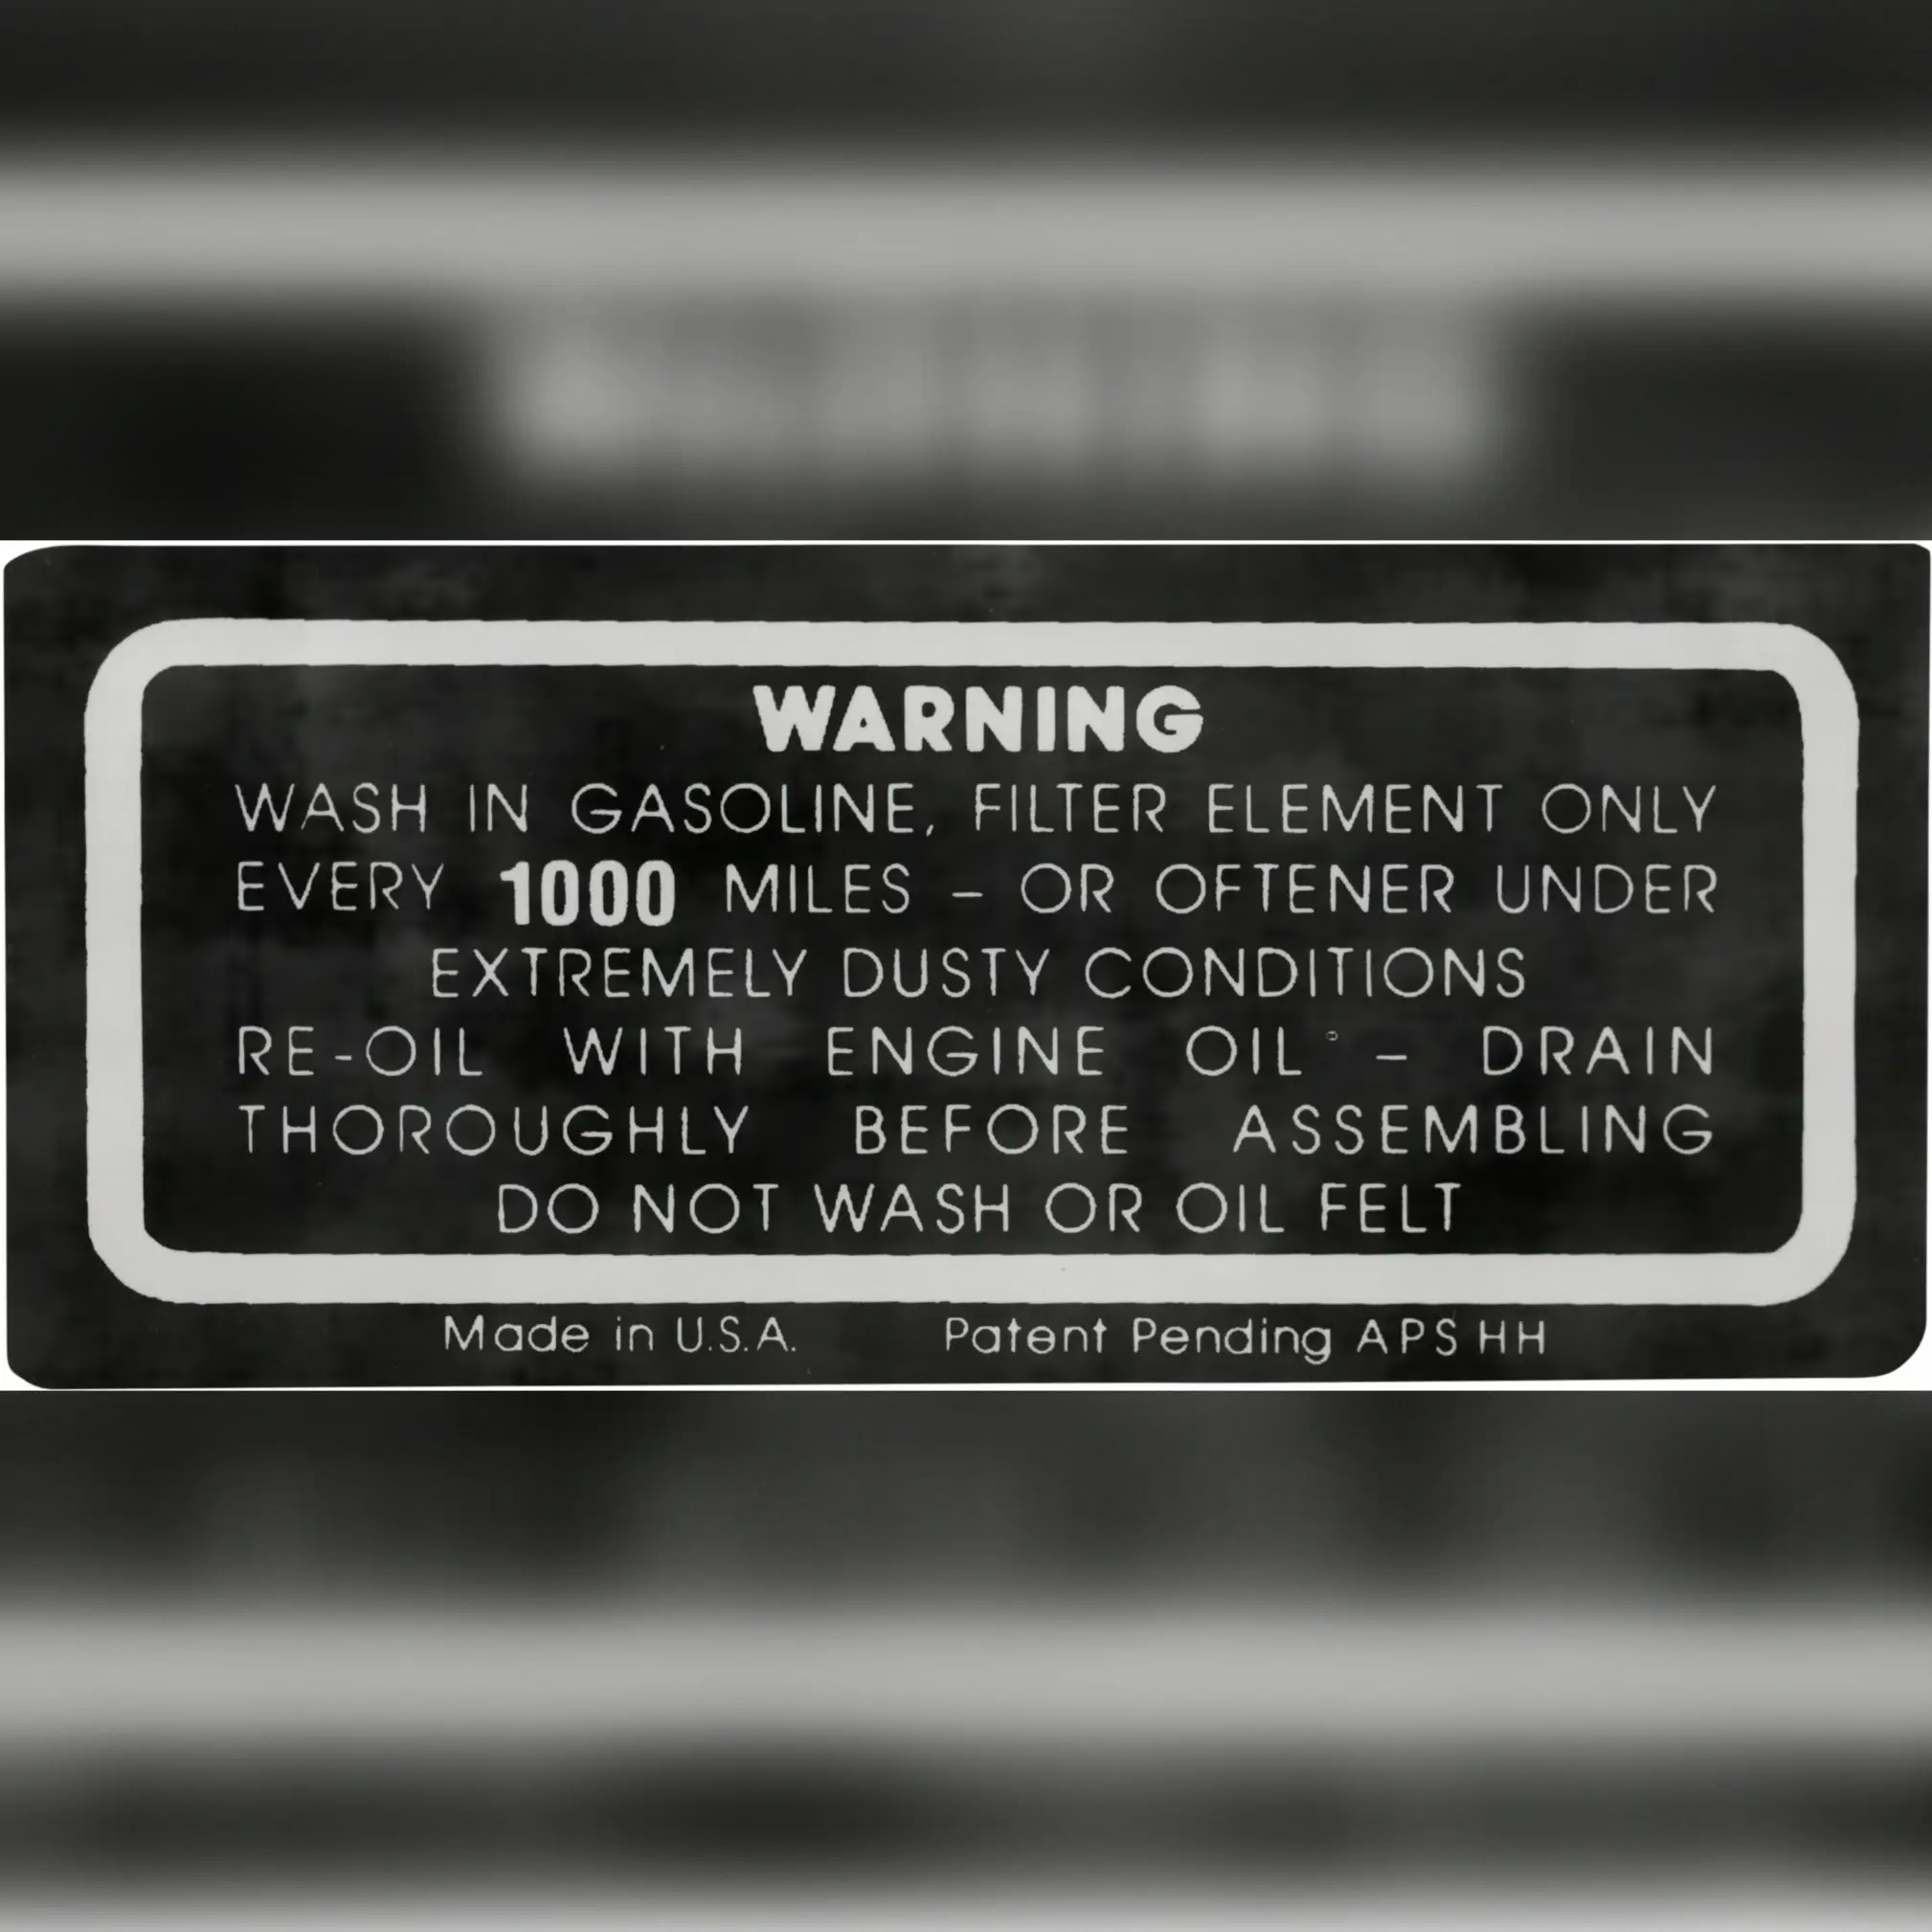 WARNING
WASH IN GASOLINE, FILTER ELEMENT ONLY
EVERY 1000 MILES – OR OFTENER UNDER
EXTREMELY DUSTY CONDITIONS
RE-OIL WITH ENGINE OIL – DRAIN
THOROUGHLY BEFORE ASSEMBLING
DO NOT WASH OR OIL FELT
Made in U.S.A. Patent Pending APS HH